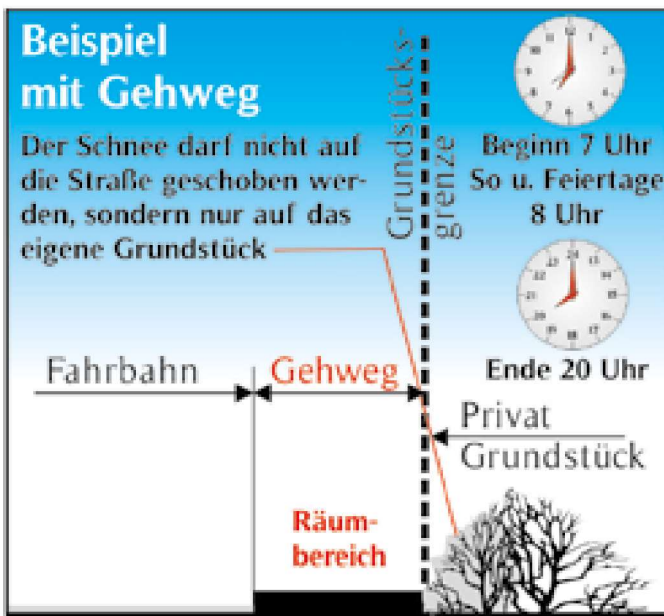 Beispiel
mit Gehweg
Der Schnee darf nicht auf
die Straße geschoben wer-
den, sondern nur auf das
eigene Grundstück
Grundstücks-
grenze
Beginn 7 Uhr
So u. Feiertage
8 Uhr
Ende 20 Uhr
Fahrbahn
Gehweg
Privat
Grundstück
Räum-
bereich